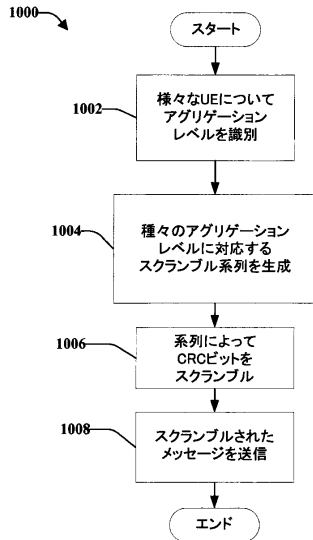 1000
スタート
1002
様々なUEについて
アグリゲーション
レベルを識別
1004
種々のアグリゲーション
レベルに対応する
スクランブル系列を生成
1006
系列によって
CRCビットを
スクランブル
1008
スクランブルされた
メッセージを送信
エンド